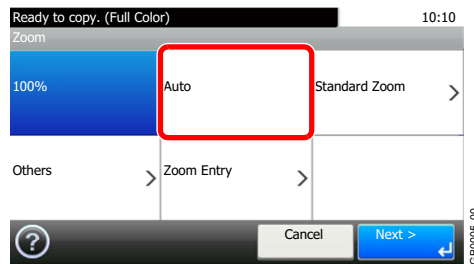 Ready to copy. (Full Color) 10:10
Zoom
100% Auto Standard Zoom >
Others > Zoom Entry >
? Cancel Next >